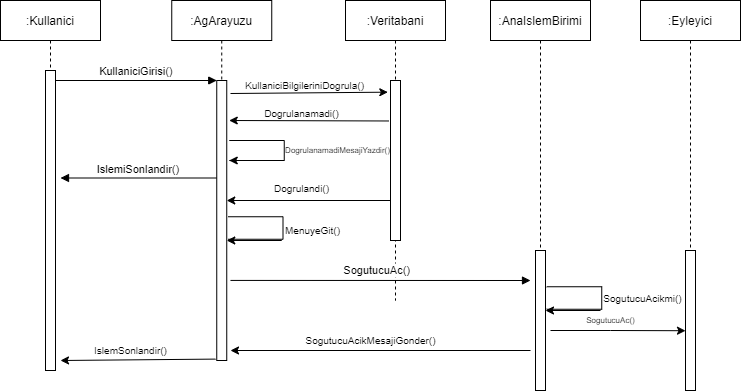 :Kullanici
:AgArayuzu
:Veritabani
:AnaIslemBirimi
:Eyleyici
KullaniciGirisi()
KullaniciBilgileriniDogrula()
Dogrulanamadi()
DogrulanamadiMesajiYazdir()
IslemiSonlandir()
Dogrulandi()
MenuyeGit()
SogutucuAc()
SogutucuAcikmi()
SogutucuAc()
SogutucuAcikMesajiGonder()
IslemSonlandir()